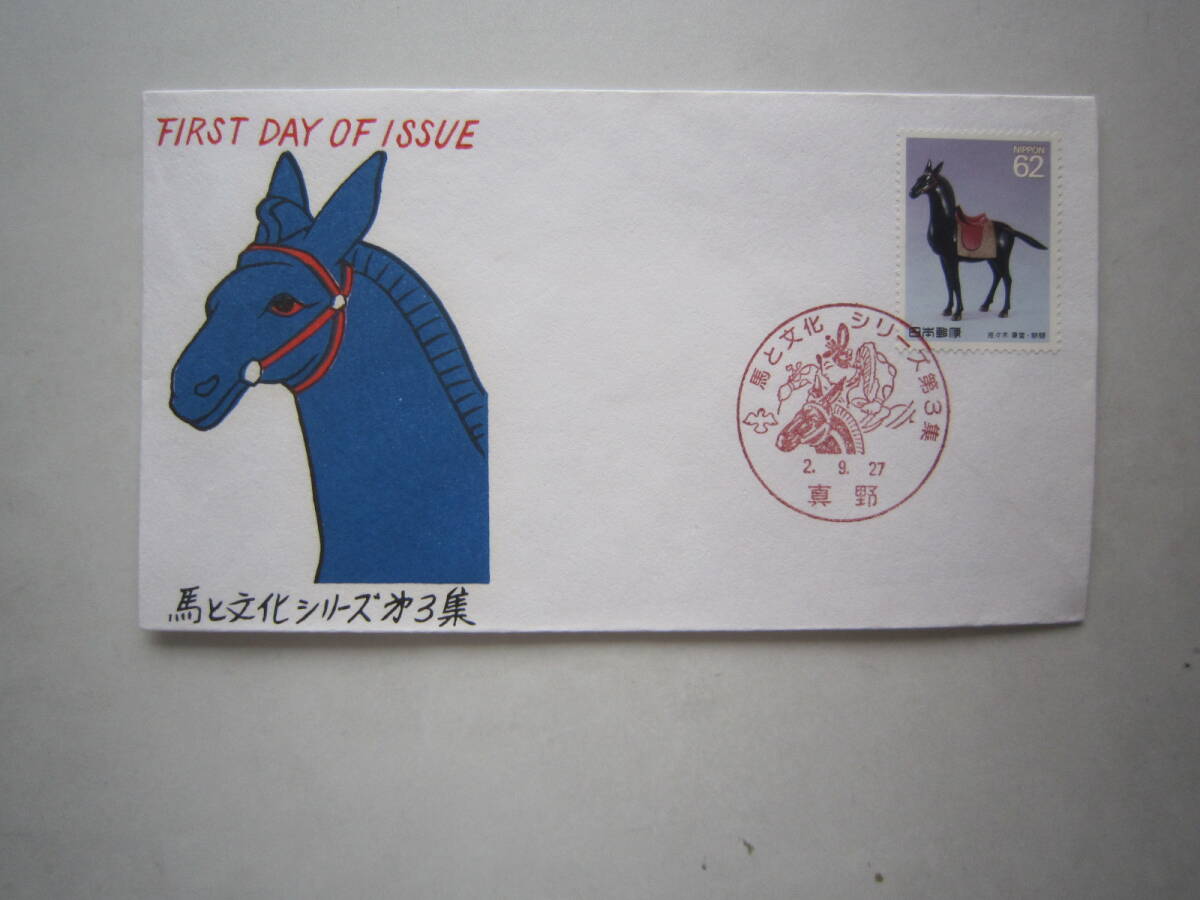 FIRST DAY OF ISSUE
NIPPON
62
日本郵便
馬と文化 シリーズ第3集
2. 9. 27
真野
馬と文化シリーズ第3集